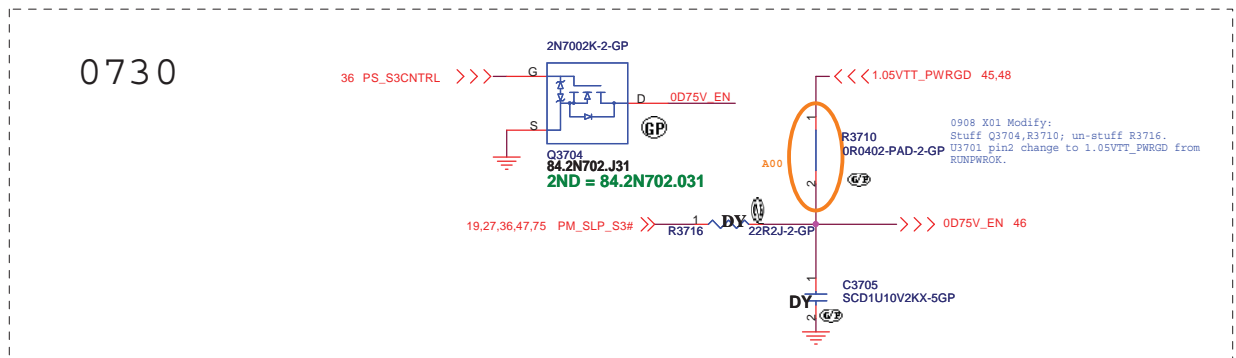 0730
2N7002K-2-GP
36 PS_S3CNTRL
G
D
0D75V_EN
S
GP
Q3704
84.2N702.J31
2ND = 84.2N702.031
1.05VTT_PWRGD 45,48
1
R3710
0R0402-PAD-2-GP
A00
2
G/P
0908 X01 Modify:
Stuff Q3704,R3710; un-stuff R3716.
U3701 pin2 change to 1.05VTT_PWRGD from
RUNPWROK.
19,27,36,47,75 PM_SLP_S3#
1
R3716
DY
2
22R2J-2-GP
0D75V_EN 46
1
C3705
SCD1U10V2KX-5GP
DY
2
G/P